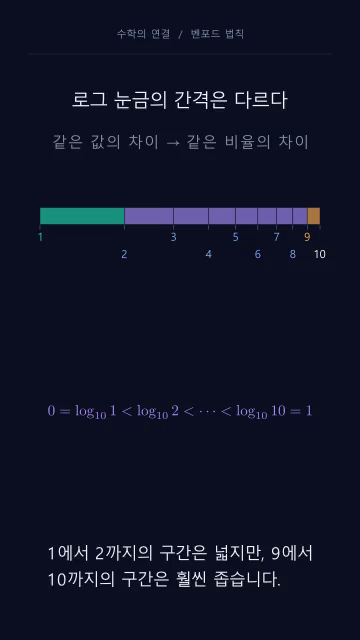 수학의 연결 / 벤포드 법칙
로그 눈금의 간격은 다르다
같은 값의 차이 → 같은 비율의 차이
1 3 5 7 9
2 4 6 8 10
0 = log₁₀ 1 < log₁₀ 2 < ⋯ < log₁₀ 10 = 1
1에서 2까지의 구간은 넓지만, 9에서
10까지의 구간은 훨씬 좁습니다.